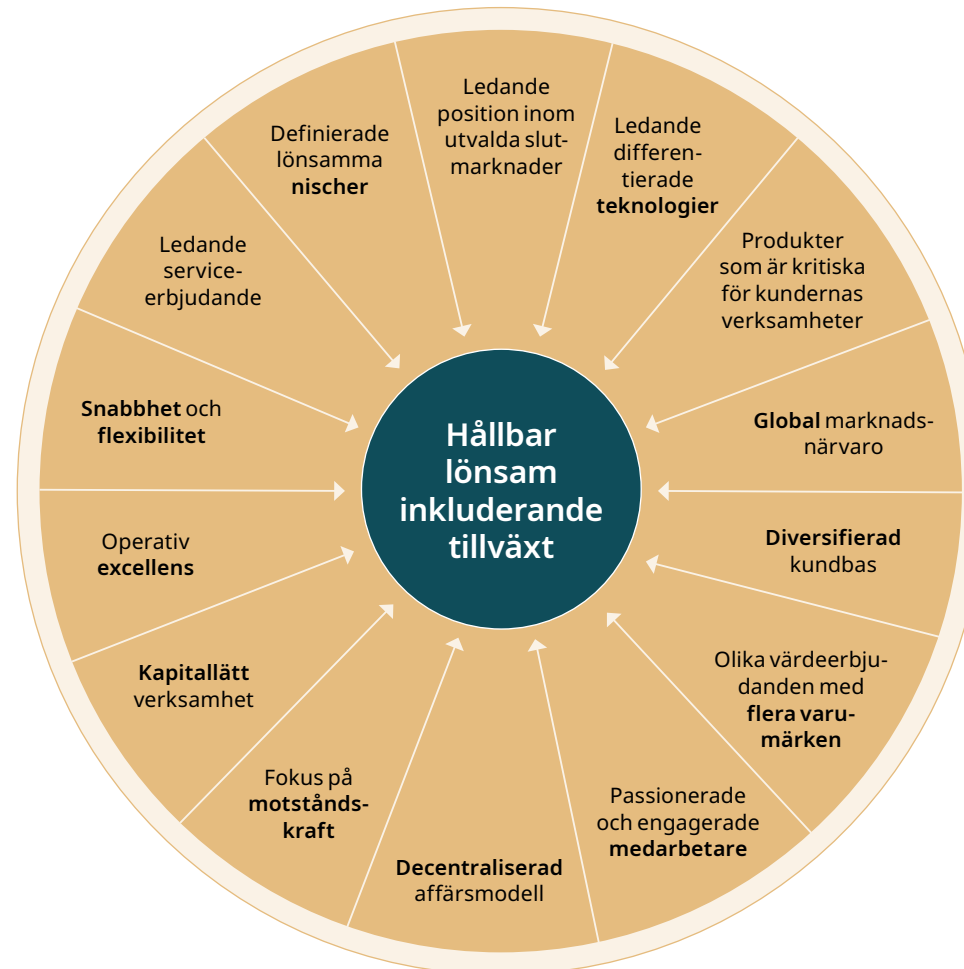 Ledande
position inom
utvalda slut-
marknader
Ledande
differen-
tierade
teknologier
Produkter
som är kritiska
för kundernas
verksamheter
Global marknads-
närvaro
Diversifierad
kundbas
Olika värdeerbju-
danden med
flera varu-
märken
Passionerade
och engagerade
medarbetare
Decentraliserad
affärsmodell
Fokus på
motstånds-
kraft
Kapitallätt
verksamhet
Operativ
excellens
Snabbhet och
flexibilitet
Ledande
service-
erbjudande
Definierade
lönsamma
nischer
Hållbar
lönsam
inkluderande
tillväxt